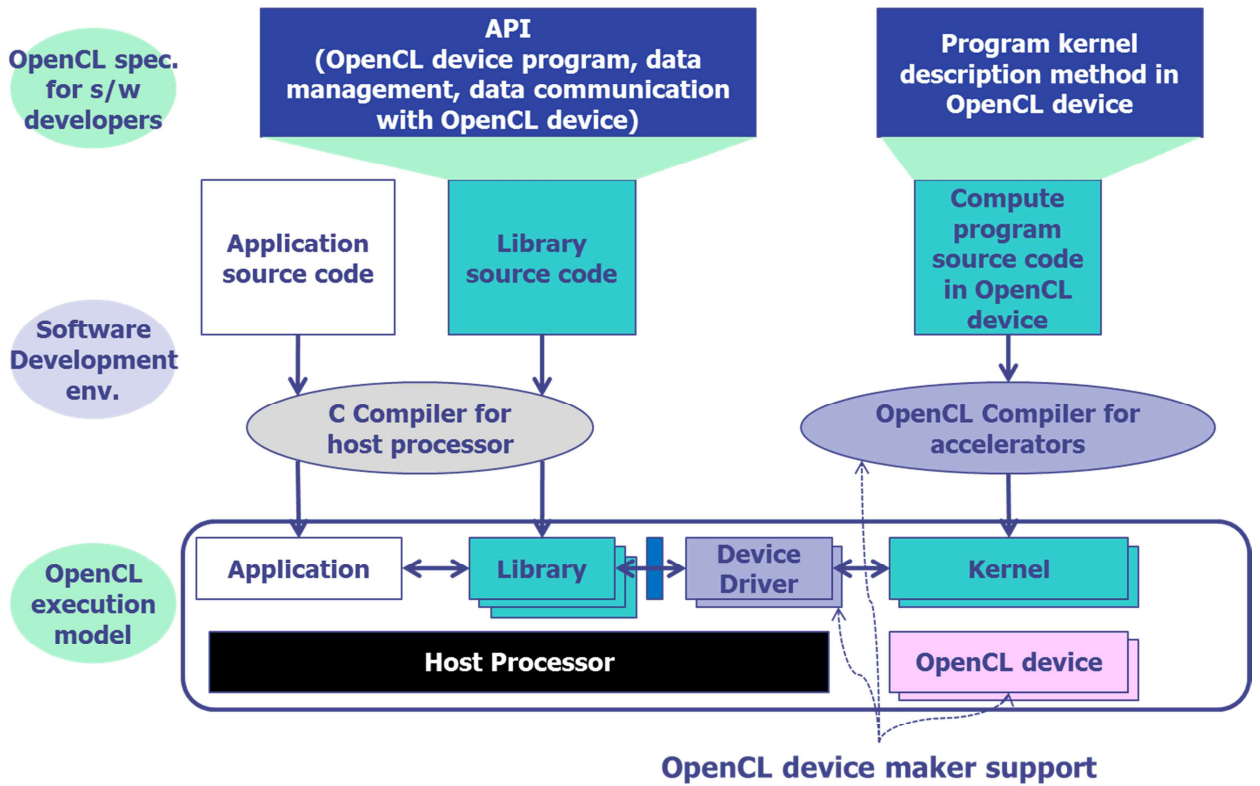 OpenCL spec.
for s/w
developers
API
(OpenCL device program, data
management, data communication
with OpenCL device)
Program kernel
description method in
OpenCL device
Application
source code
Library
source code
Compute
program
source code
in OpenCL
device
Software
Development
env.
C Compiler for
host processor
OpenCL Compiler for
accelerators
OpenCL
execution
model
Application
Library
Device
Driver
Kernel
Host Processor
OpenCL device
OpenCL device maker support